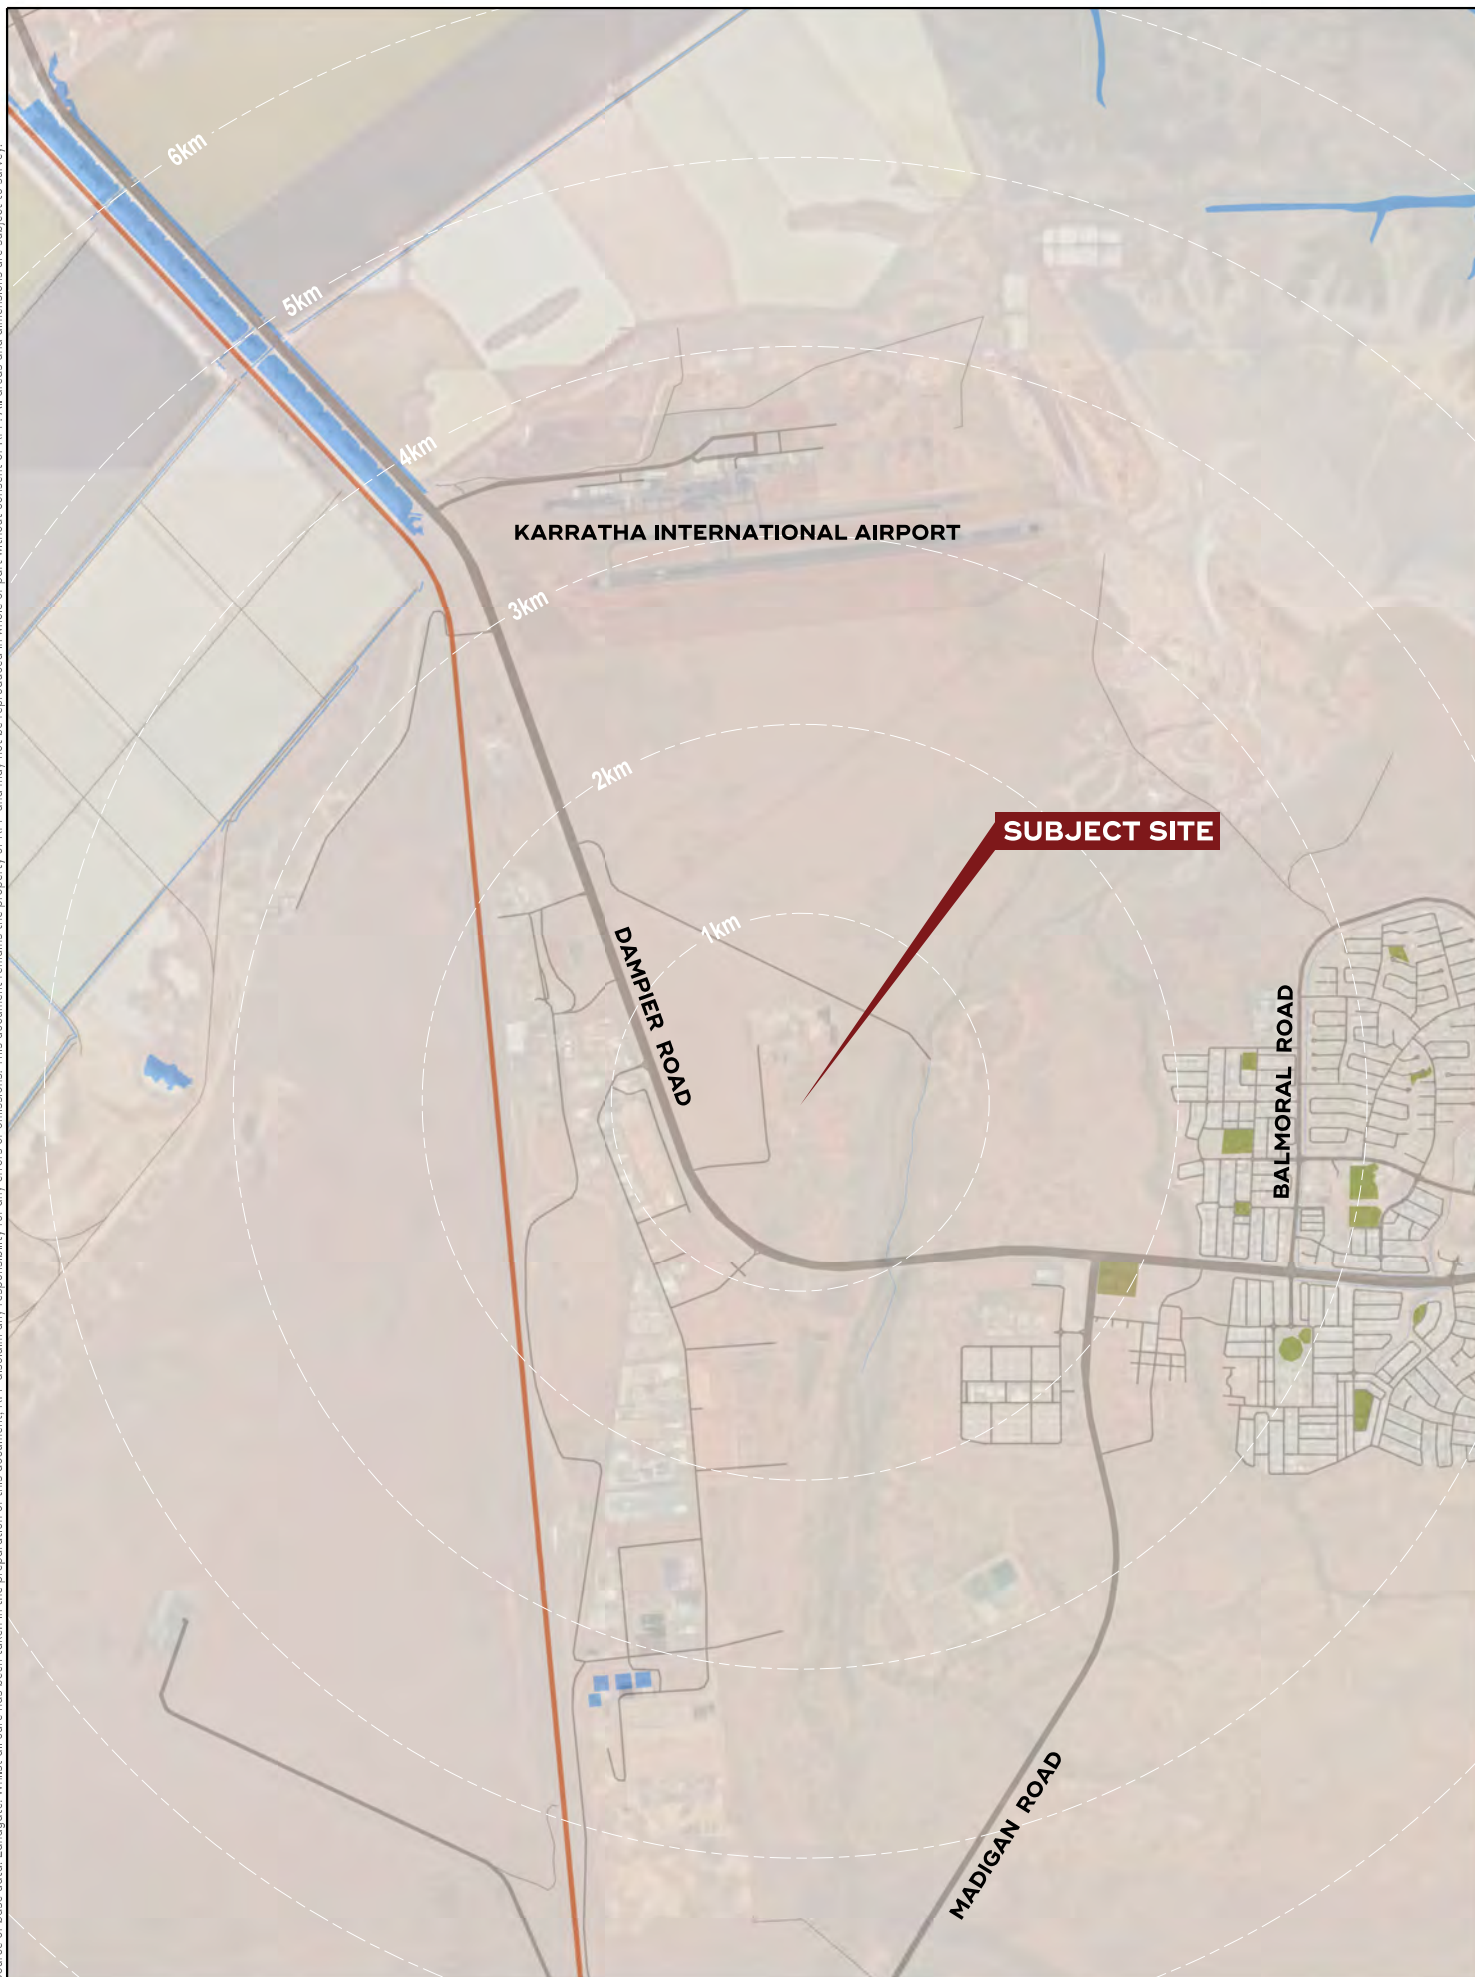 6km
5km
4km
KARRATHA INTERNATIONAL AIRPORT
3km
2km
SUBJECT SITE
1km
DAMPIER ROAD
BALMORAL ROAD
MADIGAN ROAD